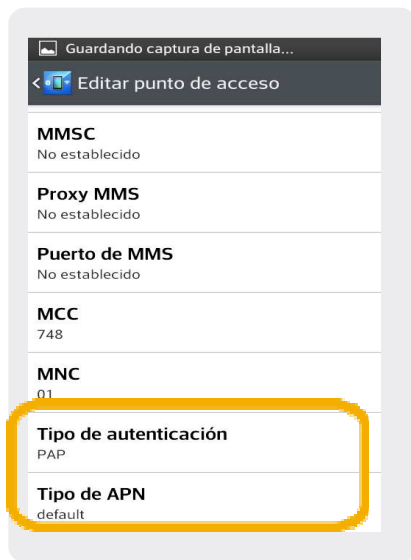 Guardando captura de pantalla...
Editar punto de acceso
MMSC
No establecido
Proxy MMS
No establecido
Puerto de MMS
No establecido
MCC
748
MNC
01
Tipo de autenticación
PAP
Tipo de APN
default